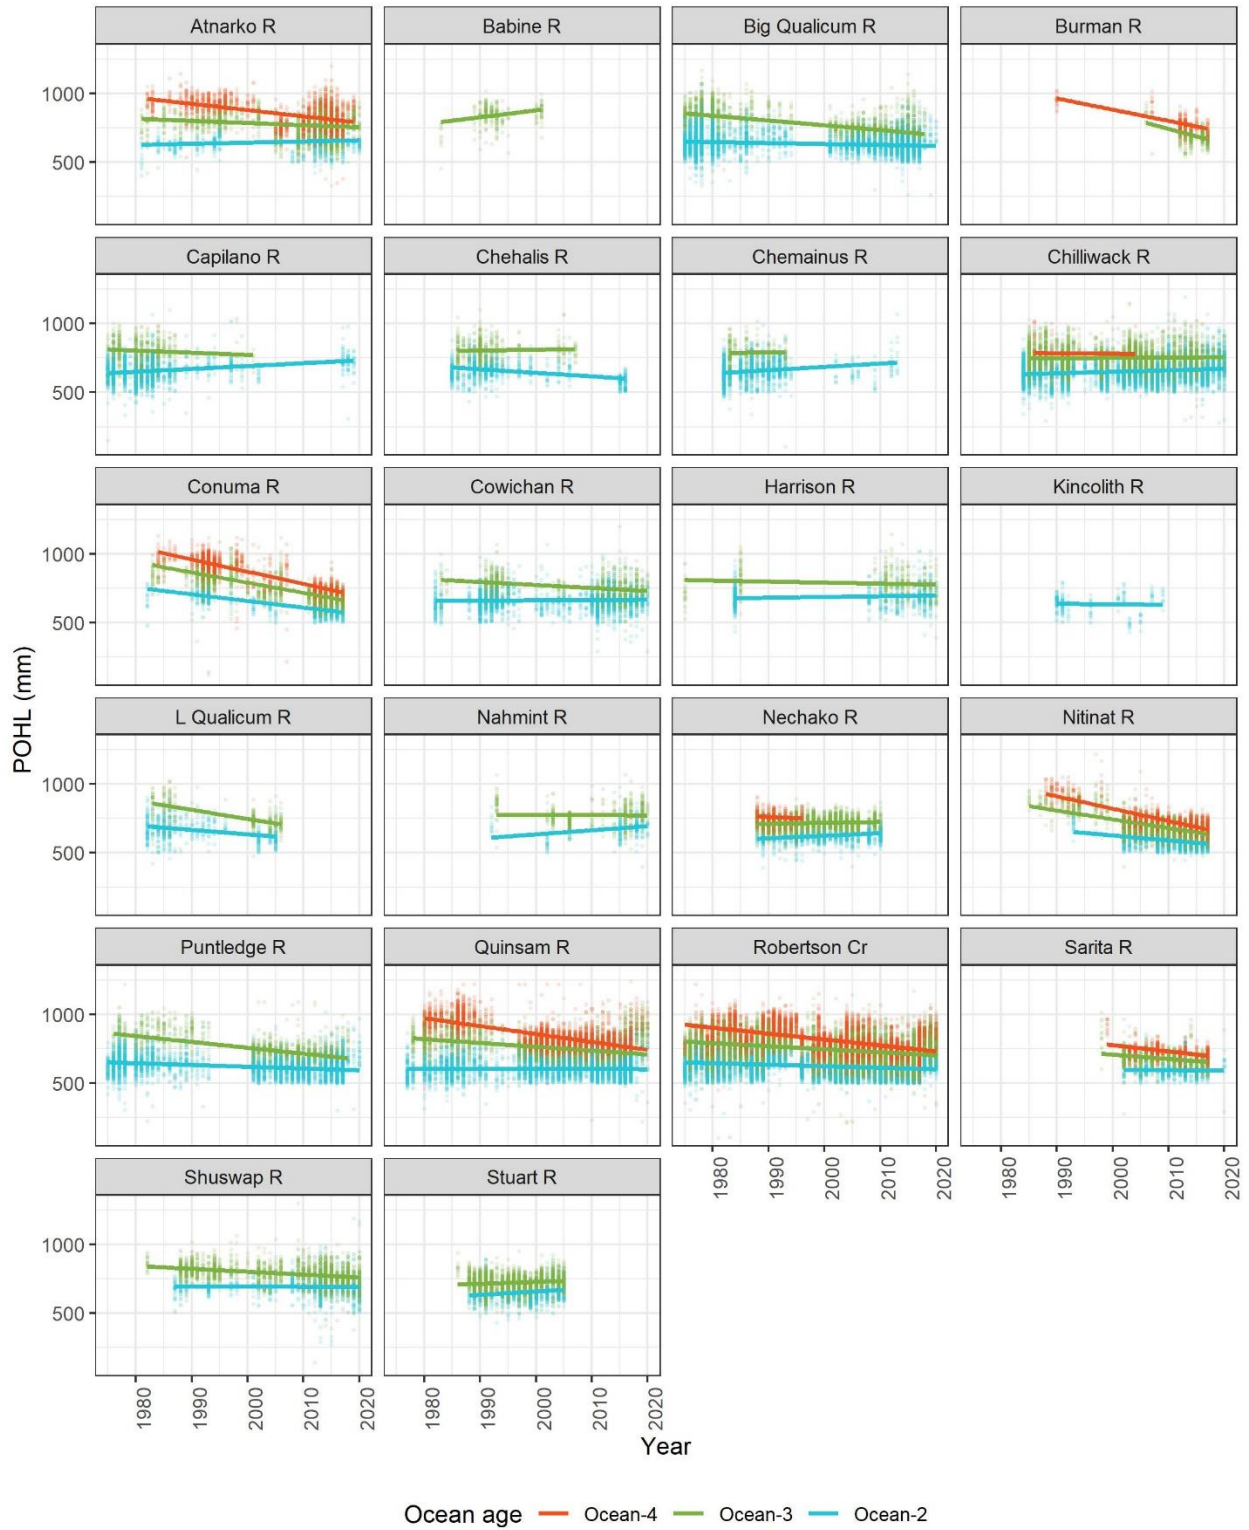 Atnarko R
Babine R
Big Qualicum R
Burman R
1000
500
Capilano R
Chehalis R
Chemainus R
Chilliwack R
1000
500
Conuma R
Cowichan R
Harrison R
Kincolith R
1000
500
L Qualicum R
Nahmint R
Nechako R
Nitinat R
1000
500
Puntledge R
Quinsam R
Robertson Cr
Sarita R
1000
500
1980
1990
2000
2010
2020
1980
1990
2000
2010
2020
Shuswap R
Stuart R
1000
500
1980
1990
2000
2010
2020
1980
1990
2000
2010
2020
POHL (mm)
Year
Ocean age Ocean-4 Ocean-3 Ocean-2